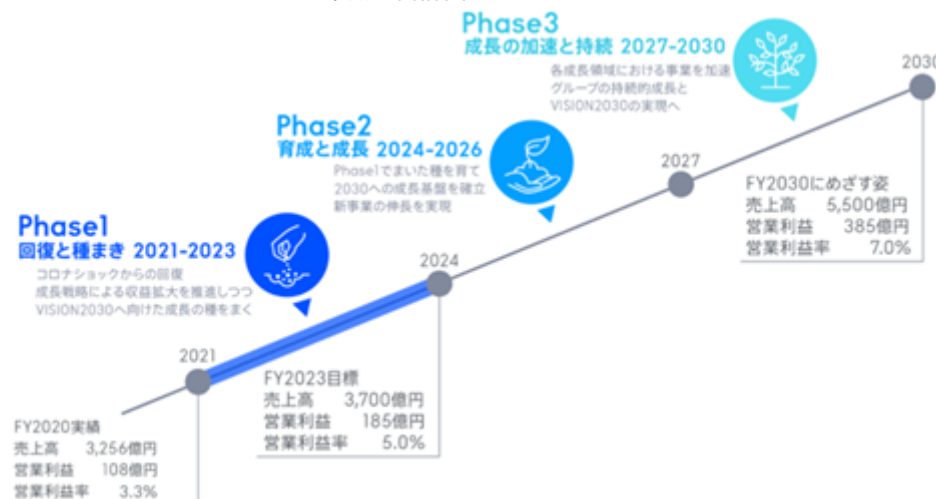 Phase3
成長の加速と持続 2027-2030
各成長領域における事業を加速
グループの持続的成長と
VISION2030の実現へ
2030
Phase2
育成と成長 2024-2026
Phase1でまいた種を育て
2030への成長基盤を確立
新事業の伸長を実現
2027
FY2030にめざす姿
売上高 5,500億円
営業利益 385億円
営業利益率 7.0%
Phase1
回復と種まき 2021-2023
コロナショックからの回復
成長戦略による収益拡大を推進しつつ
VISION2030へ向けた成長の種をまく
2024
2021
FY2023目標
売上高 3,700億円
営業利益 185億円
営業利益率 5.0%
FY2020実績
売上高 3,256億円
営業利益 108億円
営業利益率 3.3%